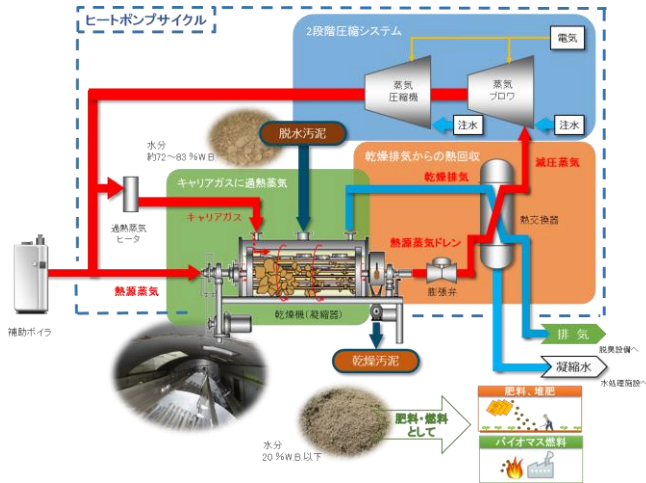 ヒートポンプサイクル
2段階圧縮システム
電気
蒸気
圧縮機
蒸気
ブロワ
注水
注水
脱水汚泥
水分
約72～83%WB
乾燥排気からの熱回収
乾燥排気
減圧蒸気
キャリアガスに過熱蒸気
キャリアガス
過熱蒸気
ヒータ
熱交換器
熱源蒸気ドレン
熱源蒸気
膨張弁
補助ボイラ
乾燥機(凝縮器)
排気
脱臭設備へ
乾燥汚泥
凝縮水
水処理施設へ
肥料、堆肥
肥料・燃料
として
水分
20%WB以下
バイオマス燃料